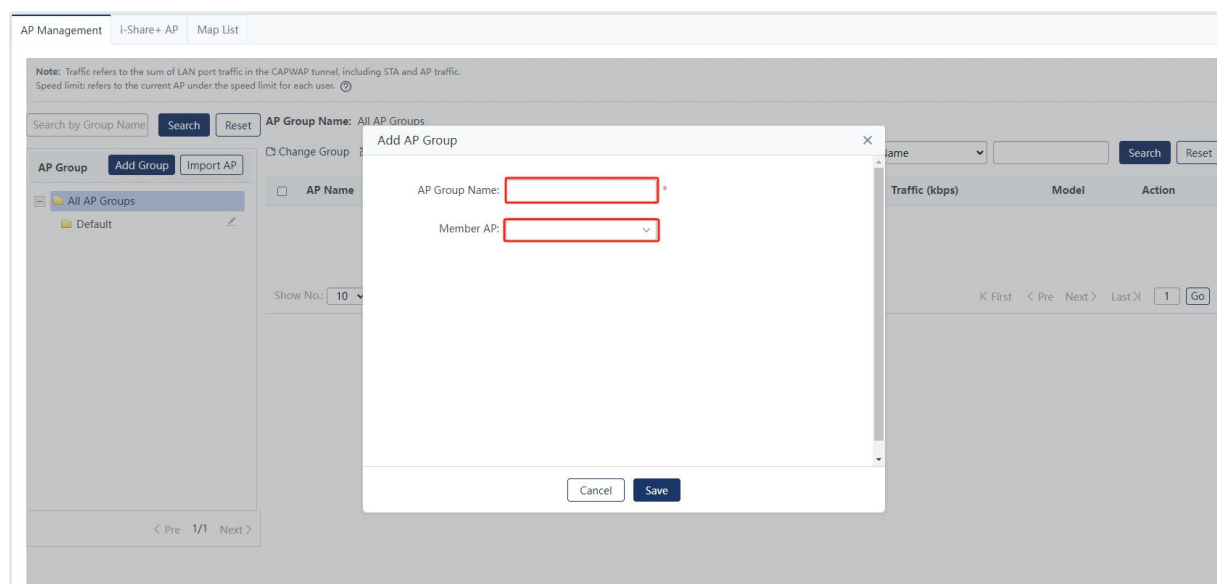 AP Management i-Share+ AP Map List
Note: Traffic refers to the sum of LAN port traffic in the CAPWAP tunnel, including STA and AP traffic.
Speed limit: refers to the current AP under the speed limit for each user.
Search by Group Name Search Reset AP Group Name: All AP Groups
Add AP Group
Change Group Name Search Reset
AP Group Add Group Import AP
AP Name AP Group Name: * Traffic (kbps) Model Action
All AP Groups
Default
Member AP:
Show No.: 10 First Pre Next Last 1 Go
Cancel Save
Pre 1/1 Next